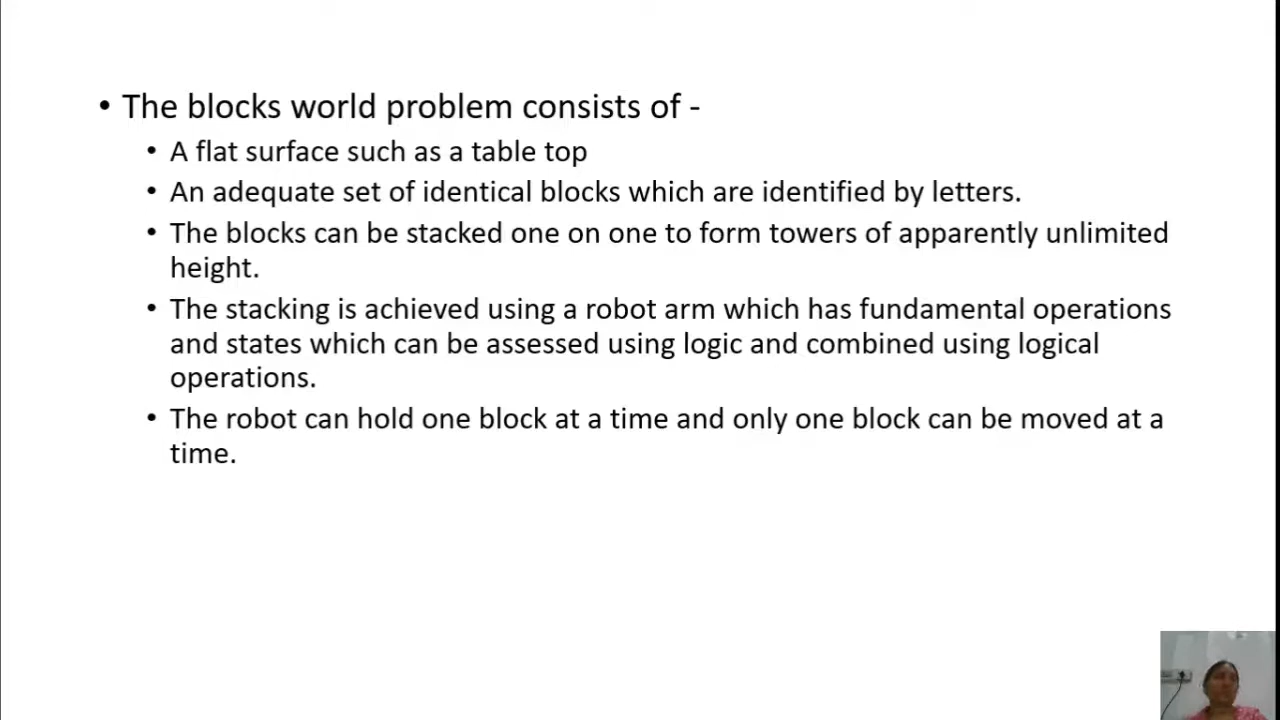 • The blocks world problem consists of -
• A flat surface such as a table top
• An adequate set of identical blocks which are identified by letters.
• The blocks can be stacked one on one to form towers of apparently unlimited
height.
• The stacking is achieved using a robot arm which has fundamental operations
and states which can be assessed using logic and combined using logical
operations.
• The robot can hold one block at a time and only one block can be moved at a
time.